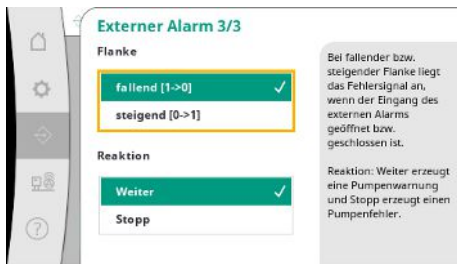 Externer Alarm 3/3
Flanke
fallend [1->0]
steigend [0->1]
Reaktion
Weiter
Stopp
Bei fallender bzw.
steigender Flanke liegt
das Fehlersignal an,
wenn der Eingang des
externen Alarms
geöffnet bzw.
geschlossen ist.
Reaktion: Weiter erzeugt
eine Pumpenwarnung
und Stopp erzeugt einen
Pumpenfehler.